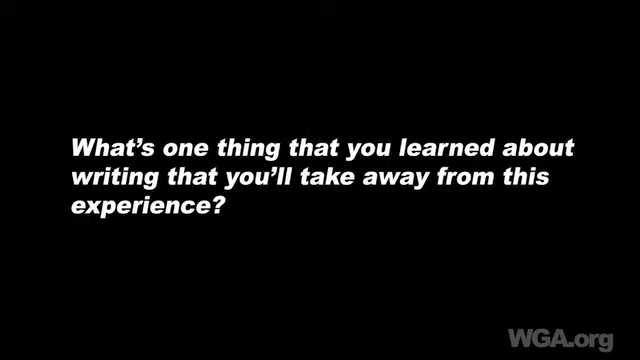 What’s one thing that you learned about
writing that you’ll take away from this
experience?
WGA.org